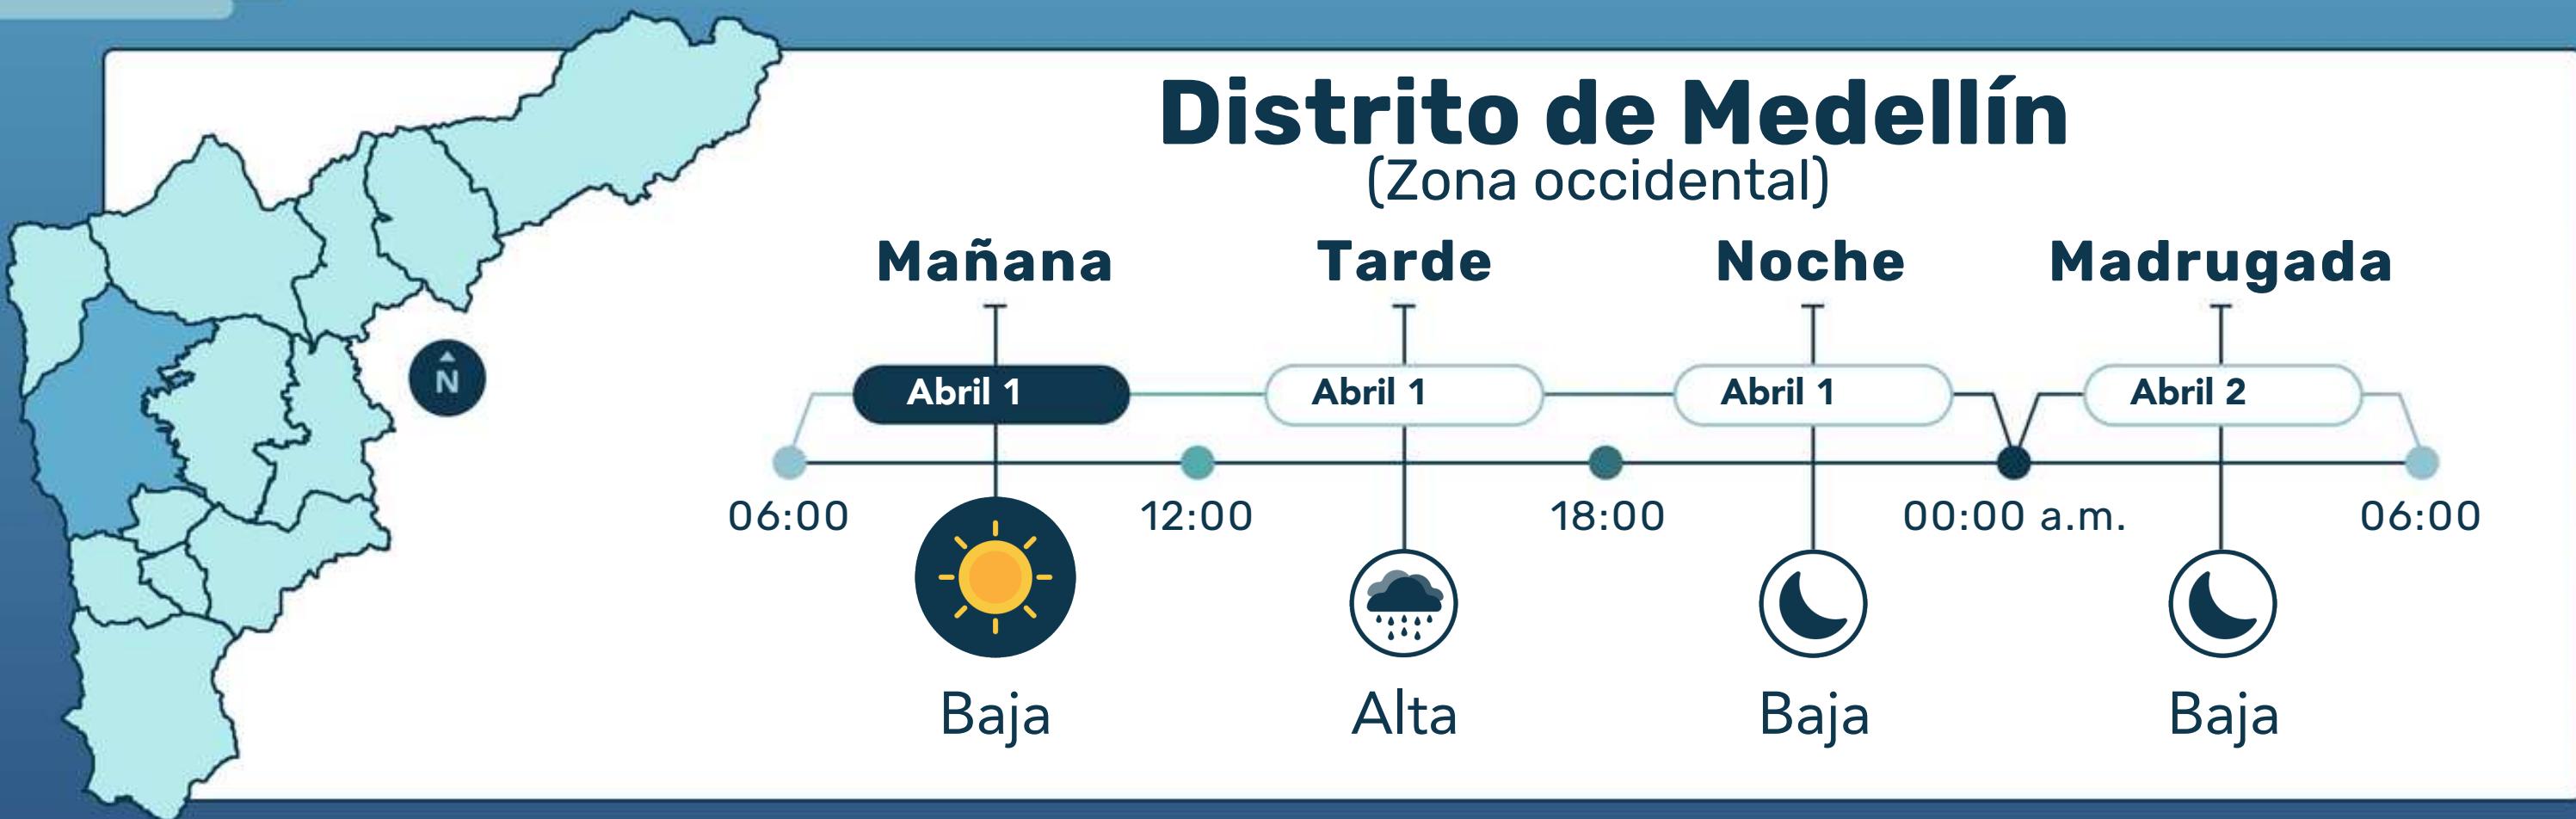 Distrito de Medellín
(Zona occidental)
Mañana Tarde Noche Madrugada
Abril 1 Abril 1 Abril 1 Abril 2
N
06:00 12:00 18:00 00:00 a.m. 06:00
Baja Alta Baja Baja